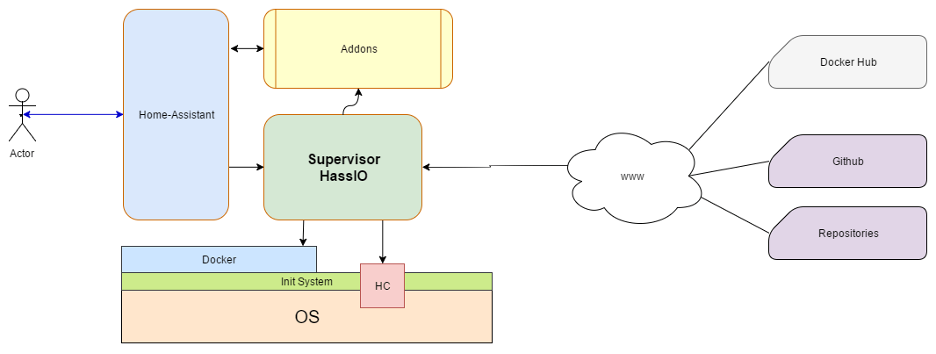 Addons
Docker Hub
Home-Assistant
Actor
Supervisor
HassIO
www
Github
Repositories
Docker
Init System
HC
OS